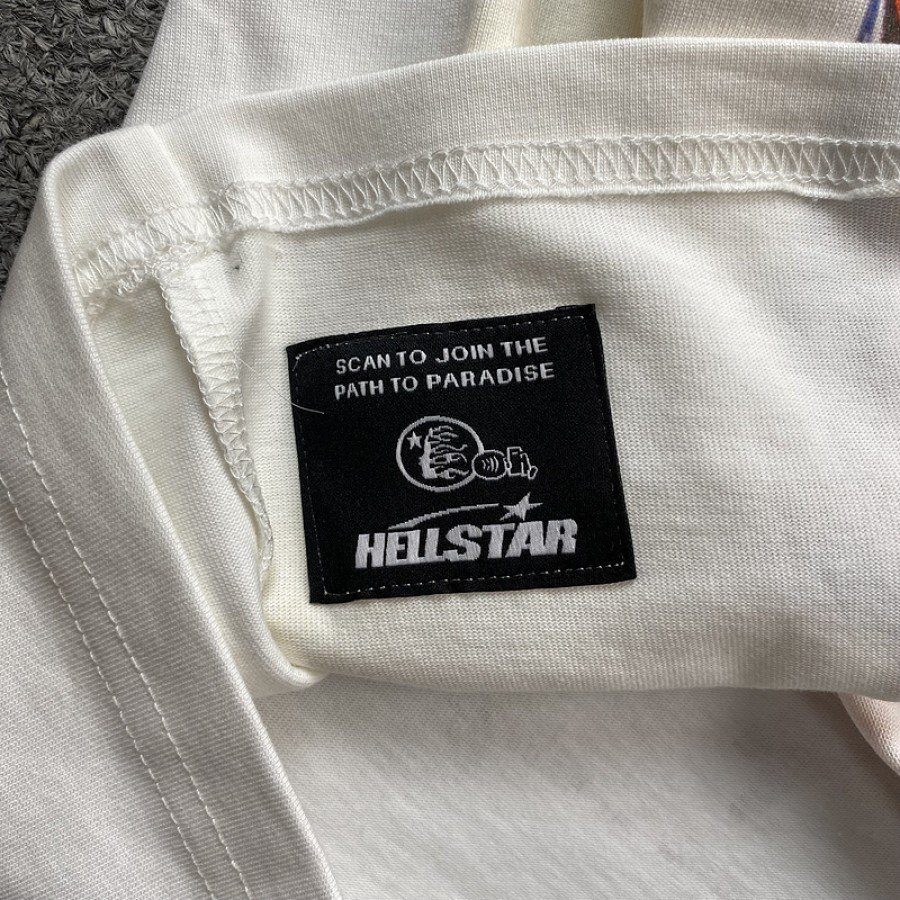 SCAN TO JOIN THE
PATH TO PARADISE
HELLSTAR